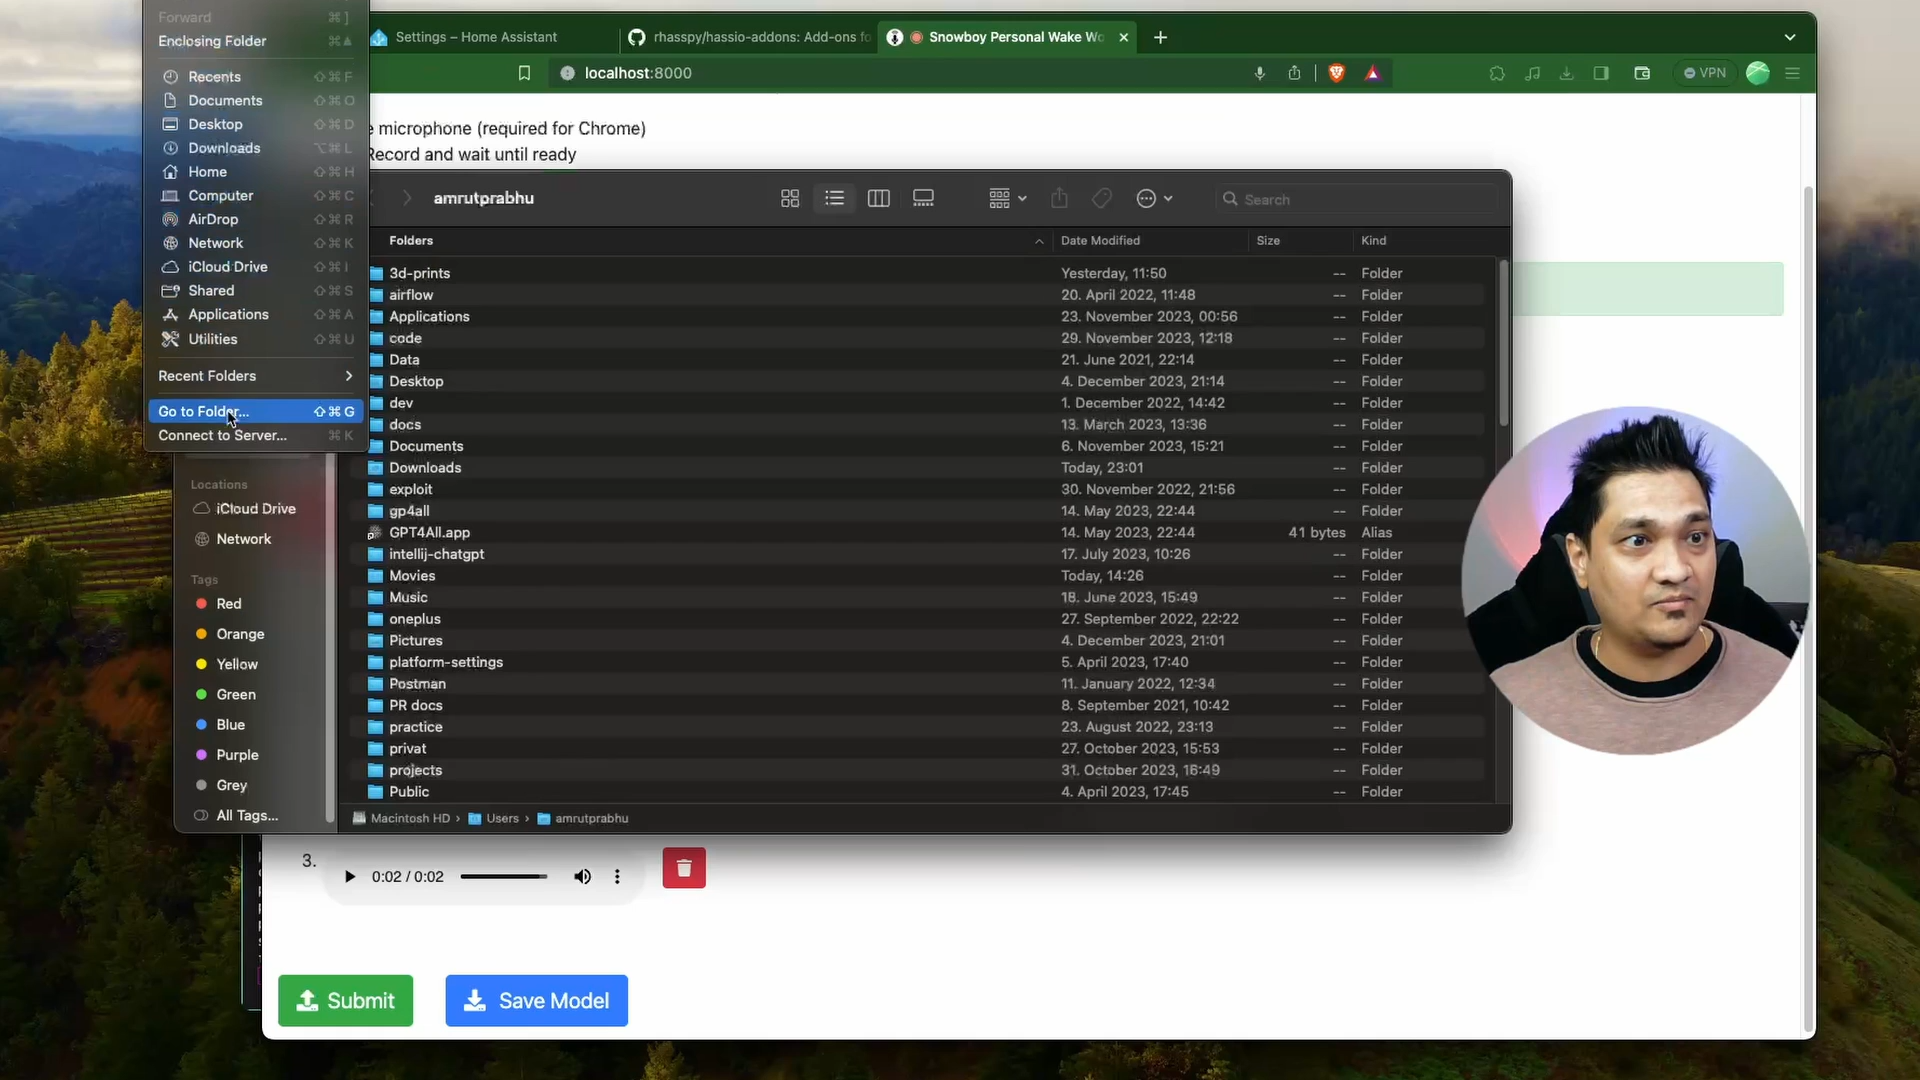 Forward ⌘ ]
Enclosing Folder ⌘▲
Recents ⇧⌘F
Documents ⇧⌘O
Desktop ⇧⌘D
Downloads ⌥⌘L
Home ⇧⌘H
Computer ⇧⌘C
AirDrop ⇧⌘R
Network ⇧⌘K
iCloud Drive ⇧⌘I
Shared ⇧⌘S
Applications ⇧⌘A
Utilities ⇧⌘U
Recent Folders
Go to Folder... ⇧⌘G
Connect to Server... ⌘K
Settings – Home Assistant
rhasspy/hassio-addons: Add-ons fo
Snowboy Personal Wake Wo
localhost:8000
VPN
e microphone (required for Chrome)
Record and wait until ready
amrutprabhu
Search
Folders Date Modified Size Kind
3d-prints Yesterday, 11:50 -- Folder
airflow 20. April 2022, 11:48 -- Folder
Applications 23. November 2023, 00:56 -- Folder
code 29. November 2023, 12:18 -- Folder
Data 21. June 2021, 22:14 -- Folder
Desktop 4. December 2023, 21:14 -- Folder
dev 1. December 2022, 14:42 -- Folder
docs 13. March 2023, 13:36 -- Folder
Documents 6. November 2023, 15:21 -- Folder
Downloads Today, 23:01 -- Folder
exploit 30. November 2022, 21:56 -- Folder
gp4all 14. May 2023, 22:44 -- Folder
GPT4All.app 14. May 2023, 22:44 41 bytes Alias
intellij-chatgpt 17. July 2023, 10:26 -- Folder
Movies Today, 14:26 -- Folder
Music 18. June 2023, 15:49 -- Folder
oneplus 27. September 2022, 22:22 -- Folder
Pictures 4. December 2023, 21:01 -- Folder
platform-settings 5. April 2023, 17:40 -- Folder
Postman 11. January 2022, 12:34 -- Folder
PR docs 8. September 2021, 10:42 -- Folder
practice 23. August 2022, 23:13 -- Folder
privat 27. October 2023, 15:53 -- Folder
projects 31. October 2023, 16:49 -- Folder
Public 4. April 2023, 17:45 -- Folder
Macintosh HD › Users › amrutprabhu
Locations
iCloud Drive
Network
Tags
Red
Orange
Yellow
Green
Blue
Purple
Grey
All Tags...
3.
0:02 / 0:02
Submit
Save Model